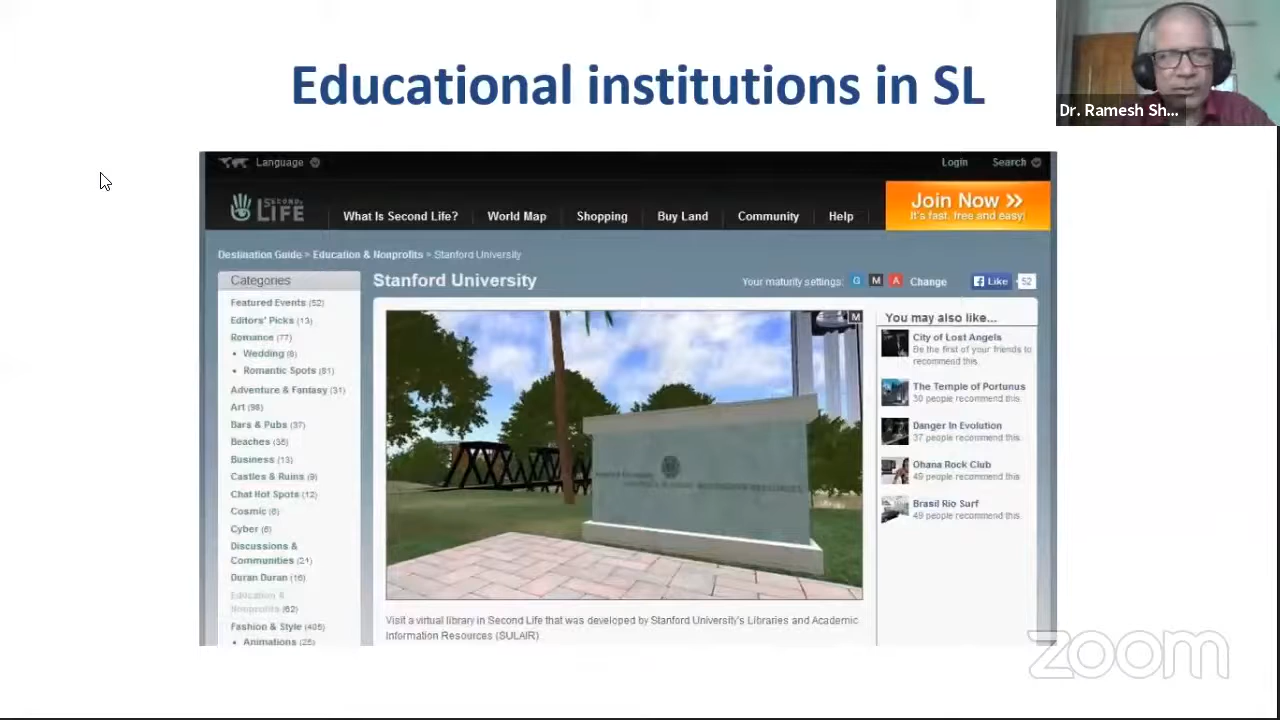 Educational institutions in SL
Dr. Ramesh Sh...
Language
Login
Search
SECOND
LIFE
What Is Second Life?
World Map
Shopping
Buy Land
Community
Help
Join Now >>
It's fast, free and easy!
Destination Guide > Education & Nonprofits > Stanford University
Categories
Stanford University
Your maturity settings: G M A Change
Like 52
Featured Events (52)
Editors' Picks (13)
Romance (77)
• Wedding
• Romantic Spots (81)
Adventure & Fantasy (31)
Art (98)
Bars & Pubs (37)
Beaches
Business (13)
Castles & Ruins (9)
Chat Hot Spots (12)
Cosmic (6)
Cyber (6)
Discussions &
Communities (21)
Duran Duran (16)
Education &
Nonprofits (62)
Fashion & Style
• Animations
M
You may also like...
City of Lost Angels
Be the first of your friends to
recommend this.
The Temple of Portunus
30 people recommend this.
Danger In Evolution
37 people recommend this.
Ohana Rock Club
49 people recommend this.
Brasil Rio Surf
49 people recommend this.
Visit a virtual library in Second Life that was developed by Stanford University's Libraries and Academic
Information Resources (SULAIR)
zoom